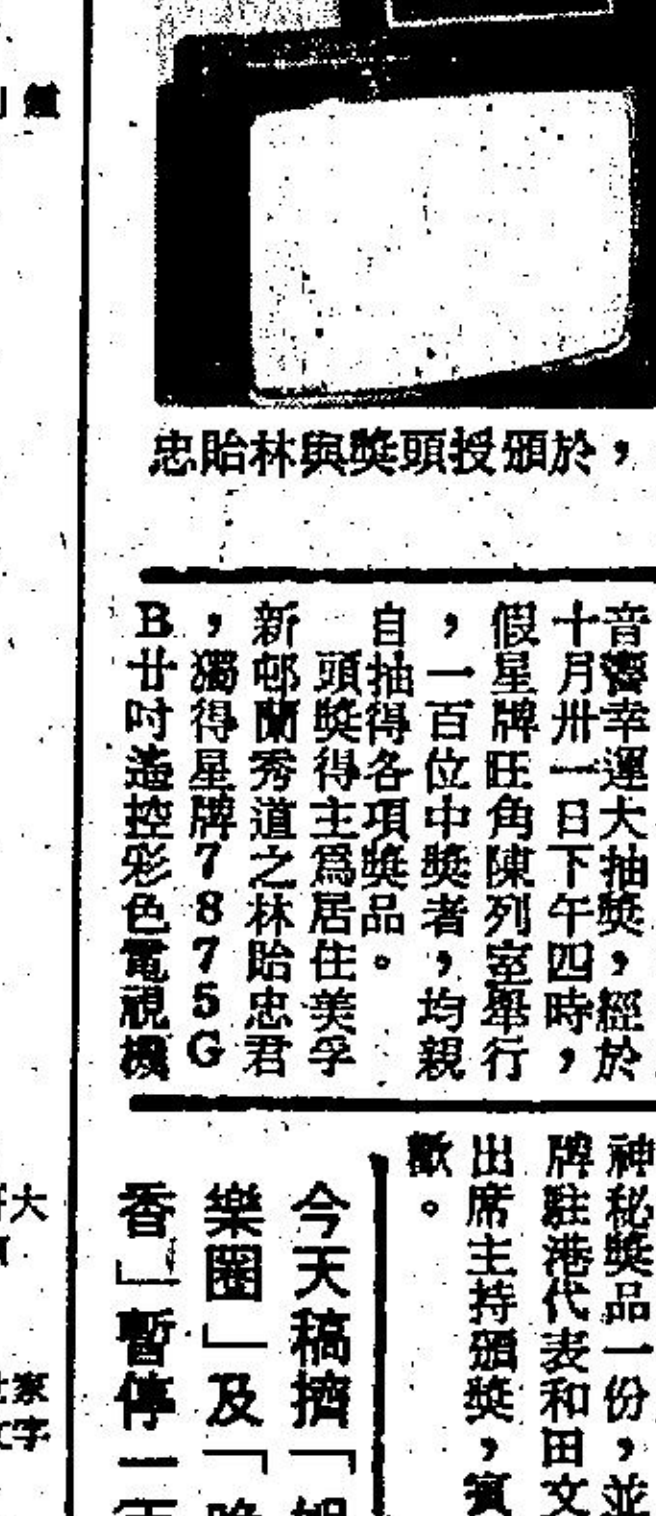 ，於頒授頭獎與林貽忠
音響幸運大抽獎，經於
十月卅一日下午四時，
假星牌旺角陳列室舉行
，一百位中獎者，均親
自抽得各項獎品。
頭獎得主爲居住美孚
新邨蘭秀道之林貽忠君
，獨得星牌7875G
B廿吋遙控彩色電視機
神秘獎品一份，並
牌駐港代表和田文
出席主持頒獎，賓
歡。
今天稿擠「娛
樂圈」及「晚
香」暫停一天